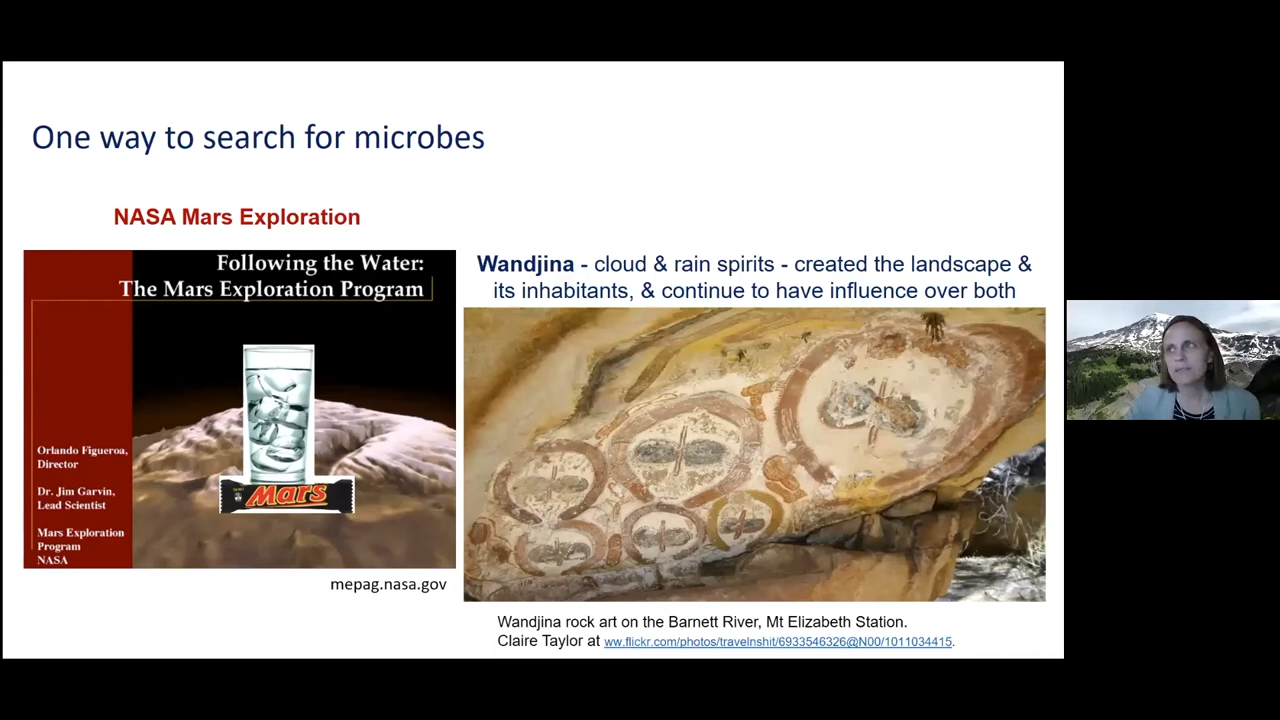 One way to search for microbes
NASA Mars Exploration
Following the Water:
The Mars Exploration Program
Orlando Figueroa,
Director
Dr. Jim Garvin,
Lead Scientist
Mars Exploration
Program
NASA
Mars
mepag.nasa.gov
Wandjina - cloud & rain spirits - created the landscape &
its inhabitants, & continue to have influence over both
Wandjina rock art on the Barnett River, Mt Elizabeth Station.
Claire Taylor at ww.flickr.com/photos/travelnshit/6933546326@N00/1011034415.